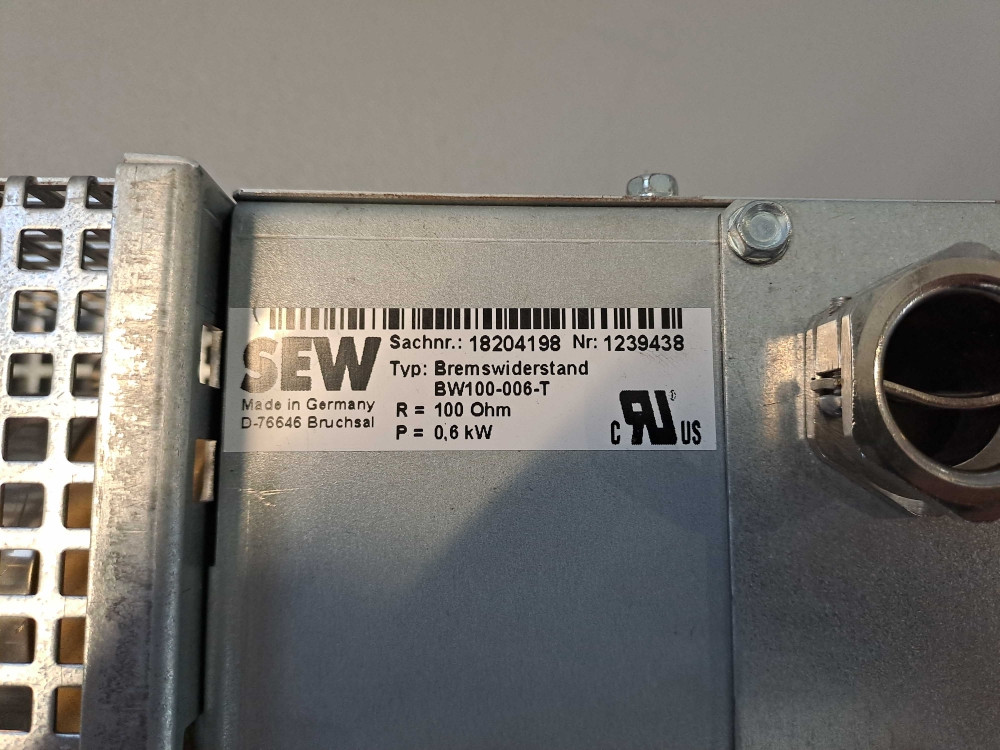 SEW
Made in Germany
D-76646 Bruchsal
Sachnr.: 18204198 Nr: 1239438
Typ: Bremswiderstand
BW100-006-T
R = 100 Ohm
P = 0,6 kW
c RU ® US